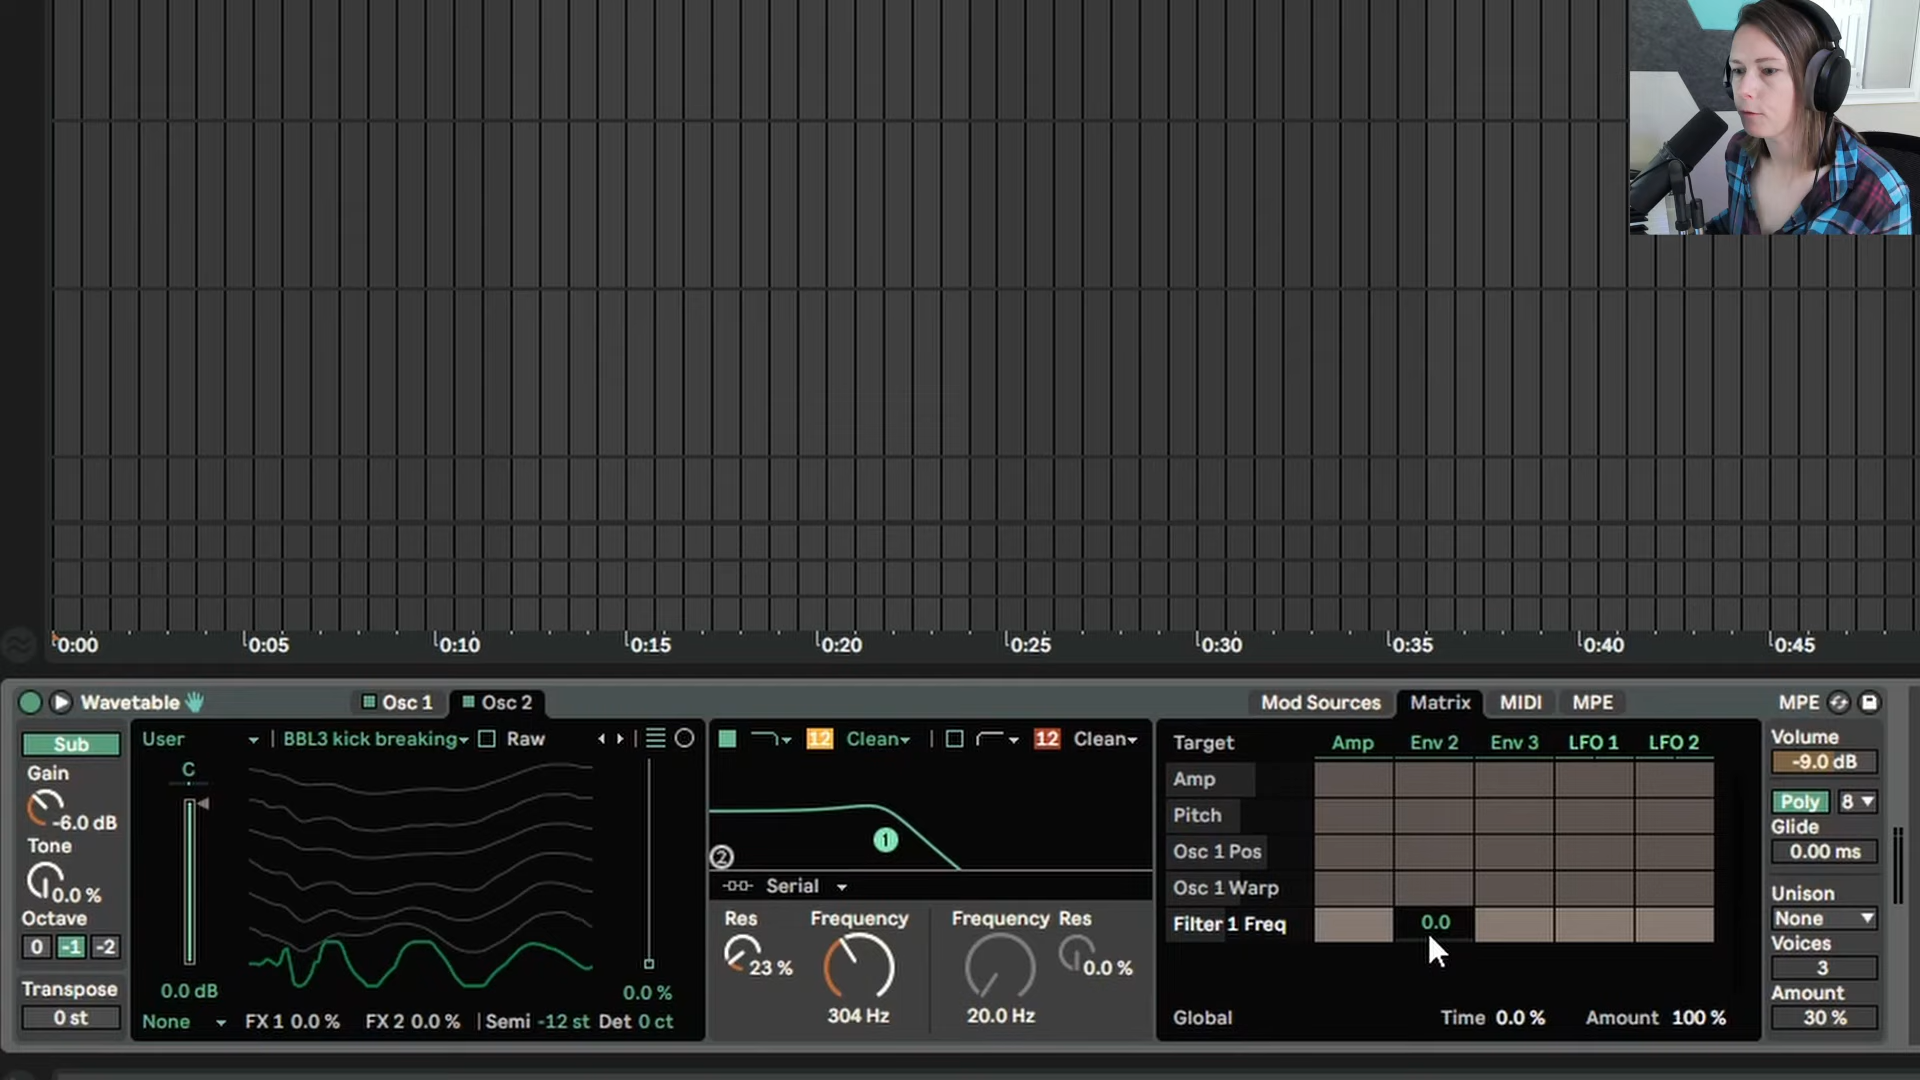 0:00 0:05 0:10 0:15 0:20 0:25 0:30 0:35 0:40 0:45
Wavetable Osc 1 Osc 2 Mod Sources Matrix MIDI MPE MPE
Sub
Gain
-6.0 dB
Tone
0.0 %
Octave
0 -1 -2
Transpose
0 st
User BBL3 kick breaking Raw
C
0.0 dB 0.0 %
None FX 1 0.0 % FX 2 0.0 % Semi -12 st Det 0 ct
12 Clean 12 Clean
1
2
Serial
Res Frequency Frequency Res
23 % 0.0 %
304 Hz 20.0 Hz
Target Amp Env 2 Env 3 LFO 1 LFO 2
Amp
Pitch
Osc 1 Pos
Osc 1 Warp
Filter 1 Freq 0.0
Global Time 0.0 % Amount 100 %
Volume
-9.0 dB
Poly 8
Glide
0.00 ms
Unison
None
Voices
3
Amount
30 %